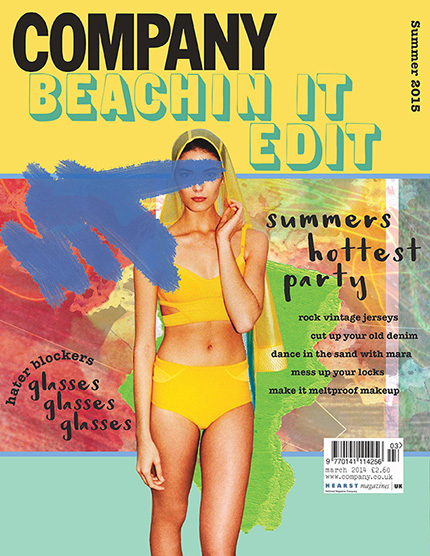 COMPANY
Summer 2015
BEACHIN IT
EDIT
summers
hottest
party
rock vintage jerseys
cut up your old denim
dance in the sand with mara
mess up your locks
make it meltproof makeup
hater blockers
glasses
glasses
glasses
03
9 770141 114256
march 2014 £2.60
www.company.co.uk
HEARST magazines UK